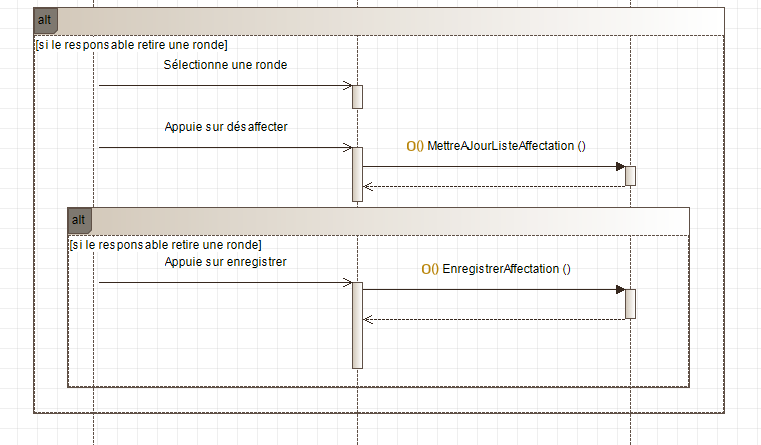 alt
[si le responsable retire une ronde]
Sélectionne une ronde
Appuie sur désaffecter
O() MettreAJourListeAffectation ()
alt
[si le responsable retire une ronde]
Appuie sur enregistrer
O() EnregistrerAffectation ()